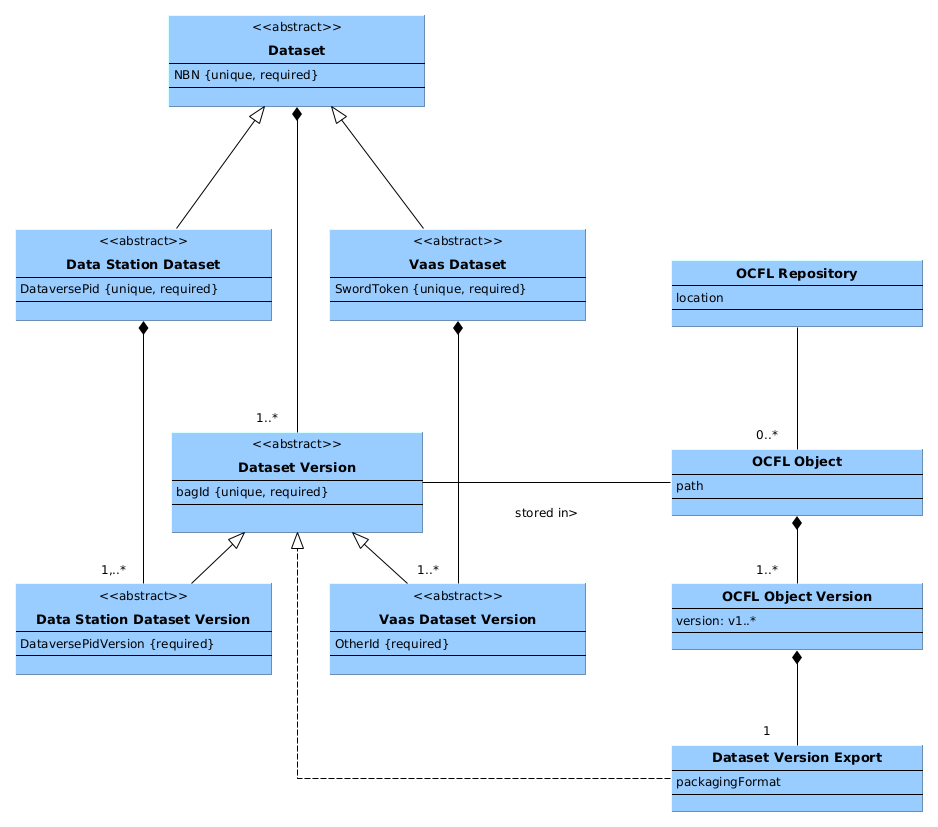 <<abstract>>
Dataset
NBN {unique, required}
<<abstract>>
Data Station Dataset
DataversePid {unique, required}
<<abstract>>
Vaas Dataset
SwordToken {unique, required}
OCFL Repository
location
1..*
0..*
<<abstract>>
Dataset Version
bagId {unique, required}
stored in>
OCFL Object
path
1,..*
1..*
1..*
<<abstract>>
Data Station Dataset Version
DataversePidVersion {required}
<<abstract>>
Vaas Dataset Version
OtherId {required}
OCFL Object Version
version: v1..*
1
Dataset Version Export
packagingFormat